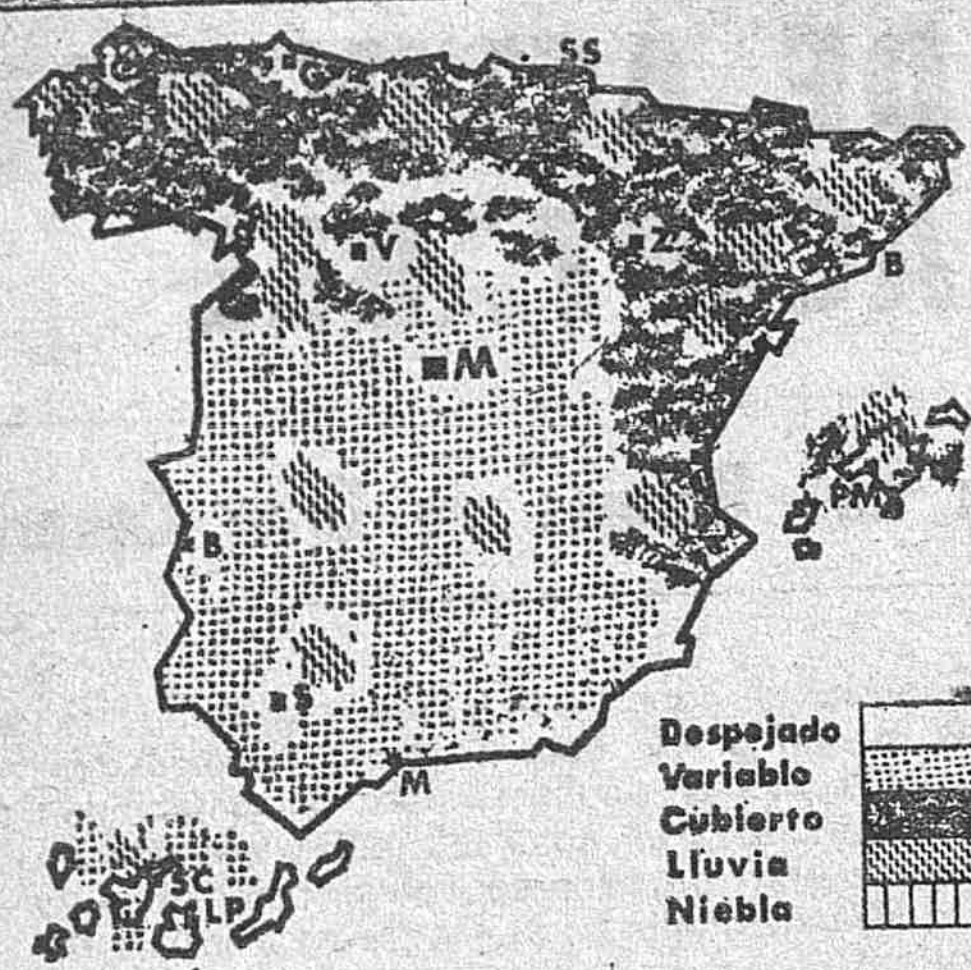 SS
G
V
Z
B
M
PM
B
S
M
SC
LP
Despejado
Variable
Cubierto
Lluvia
Niebla